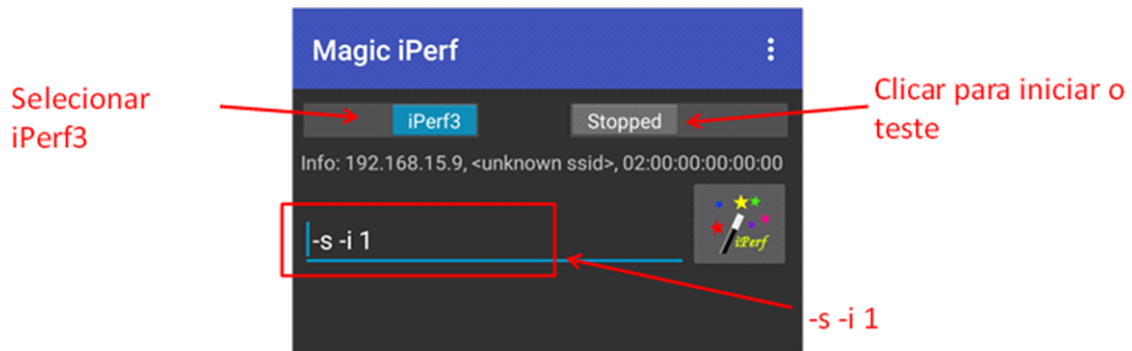 Magic iPerf
Selecionar
iPerf3
iPerf3
Stopped
Clicar para iniciar o
teste
Info: 192.168.15.9, <unknown ssid>, 02:00:00:00:00:00
-s -i 1
iPerf
-s -i 1